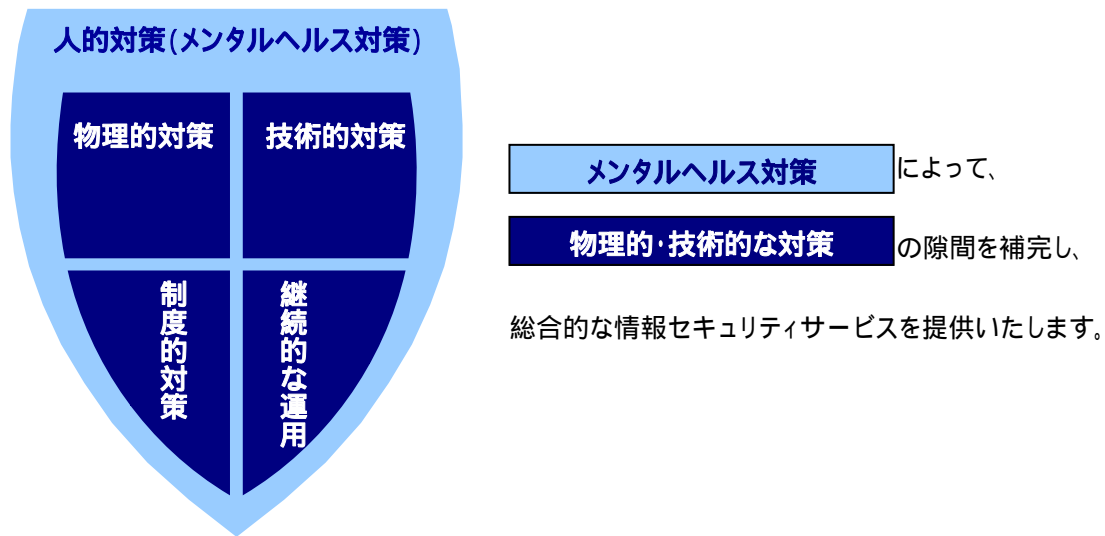 人的対策(メンタルヘルス対策)
物理的対策
技術的対策
制度的対策
継続的な運用
メンタルヘルス対策によって、
物理的・技術的な対策の隙間を補完し、
総合的な情報セキュリティサービスを提供いたします。